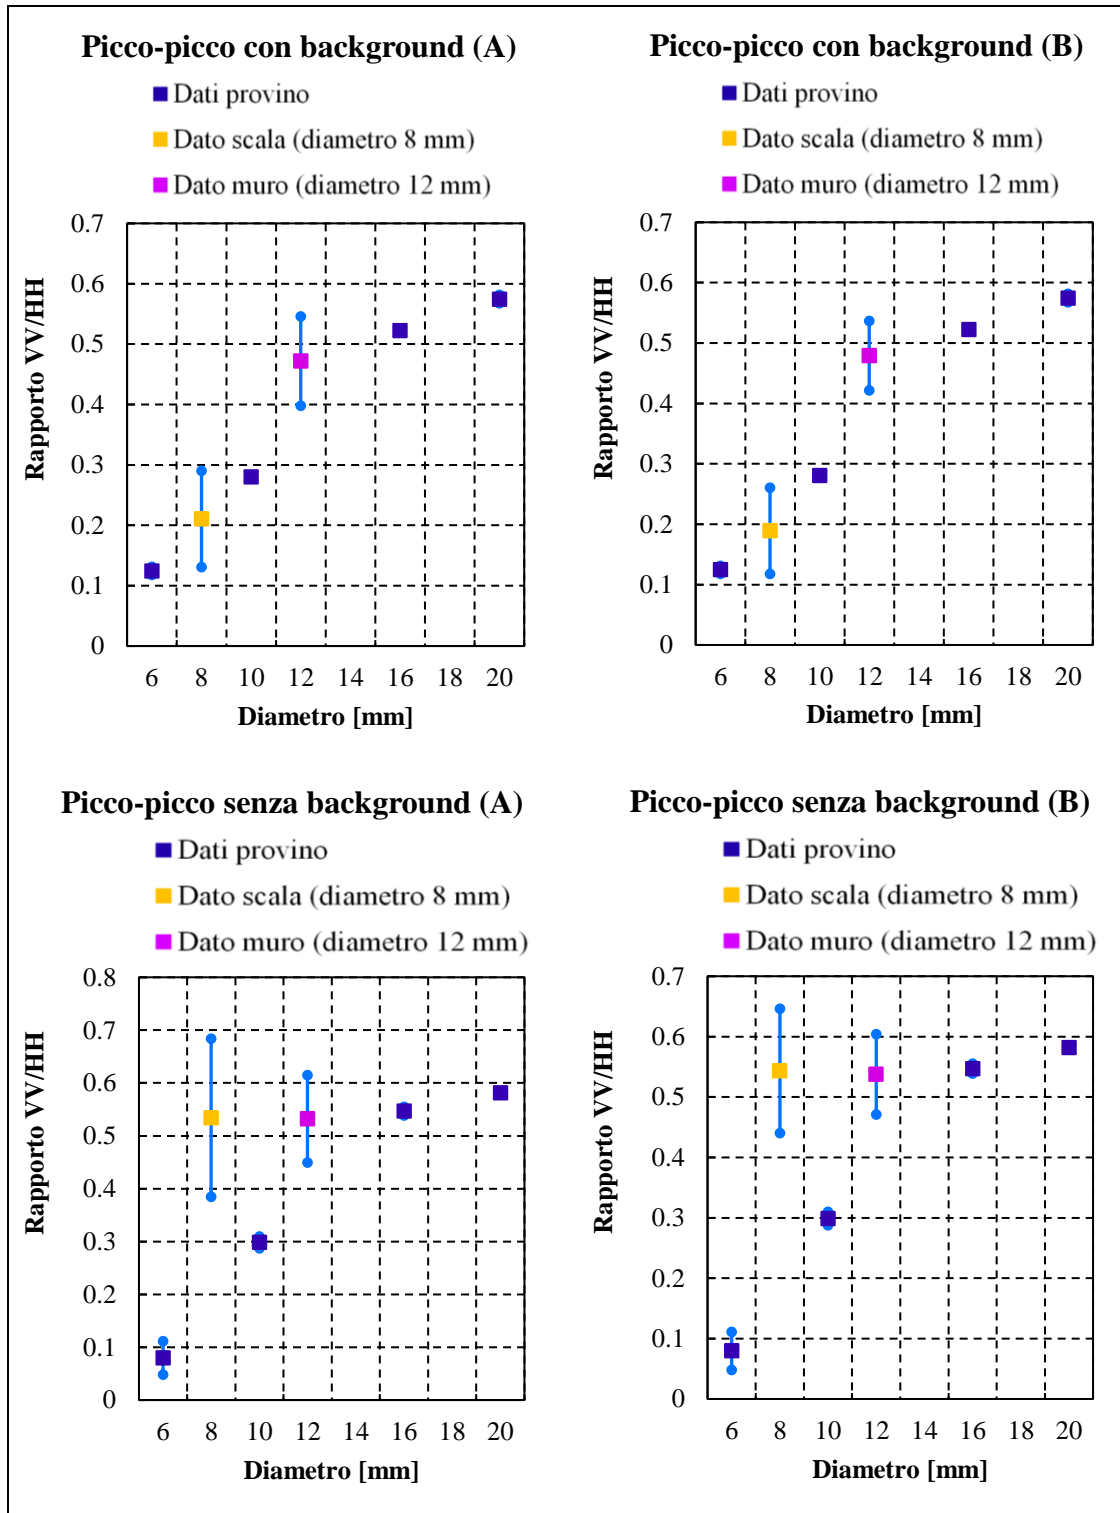 Picco-picco con background (A)
Dati provino
Dato scala (diametro 8 mm)
Dato muro (diametro 12 mm)
0.7
0.6
0.5
0.4
0.3
0.2
0.1
0
Rapporto VV/HH
6 8 10 12 14 16 20
Diametro [mm]
Picco-picco con background (B)
Dati provino
Dato scala (diametro 8 mm)
Dato muro (diametro 12 mm)
0.7
0.6
0.5
0.4
0.3
0.2
0.1
0
Rapporto VV/HH
6 8 10 12 14 16 18 20
Diametro [mm]
Picco-picco senza background (A)
Dati provino
Dato scala (diametro 8 mm)
Dato muro (diametro 12 mm)
0.8
0.7
0.6
0.5
0.4
0.3
0.2
0.1
0
Rapporto VV/HH
6 8 10 12 14 16 18 20
Diametro [mm]
Picco-picco senza background (B)
Dati provino
Dato scala (diametro 8 mm)
Dato muro (diametro 12 mm)
0.7
0.6
0.5
0.4
0.3
0.2
0.1
0
Rapporto VV/HH
6 8 10 12 14 16 18 20
Diametro [mm]